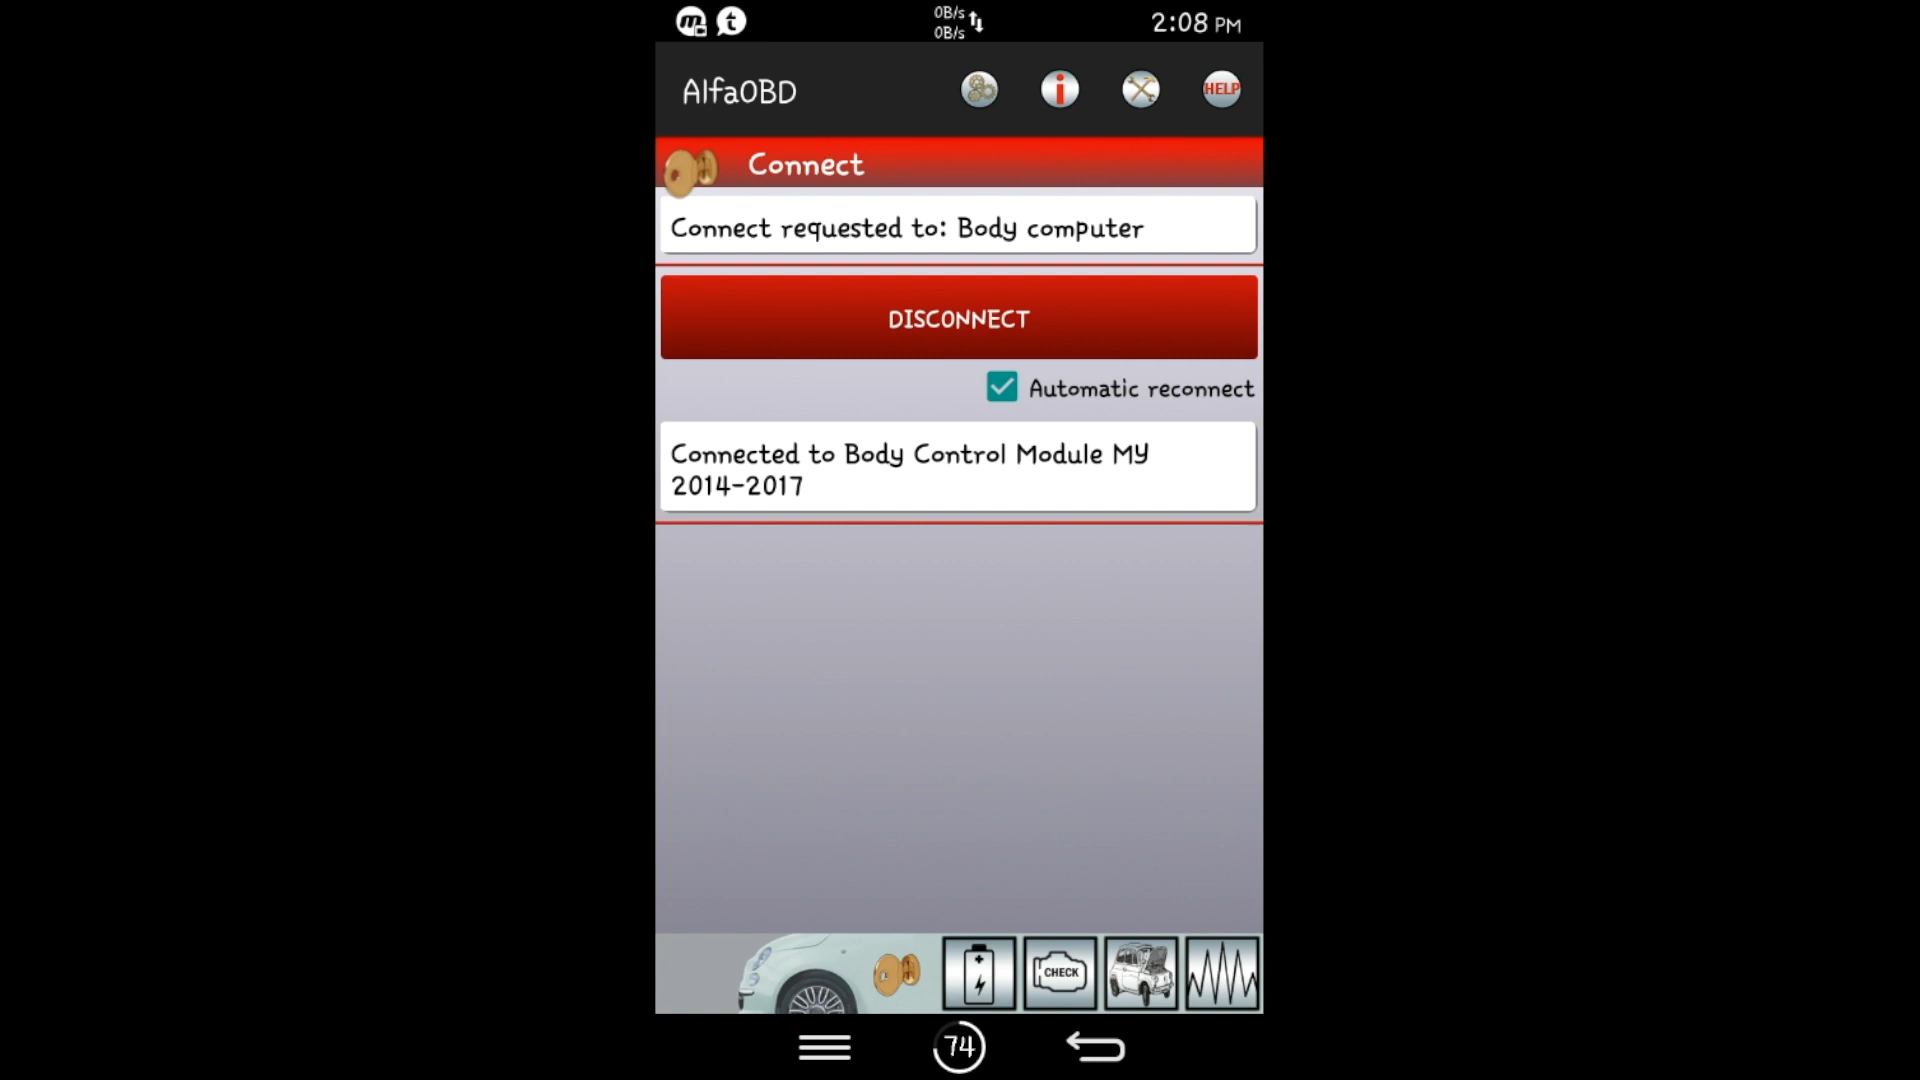 0B/s
0B/s
2:08 PM
AlfaOBD
HELP
Connect
Connect requested to: Body computer
DISCONNECT
Automatic reconnect
Connected to Body Control Module MY
2014-2017
CHECK
74